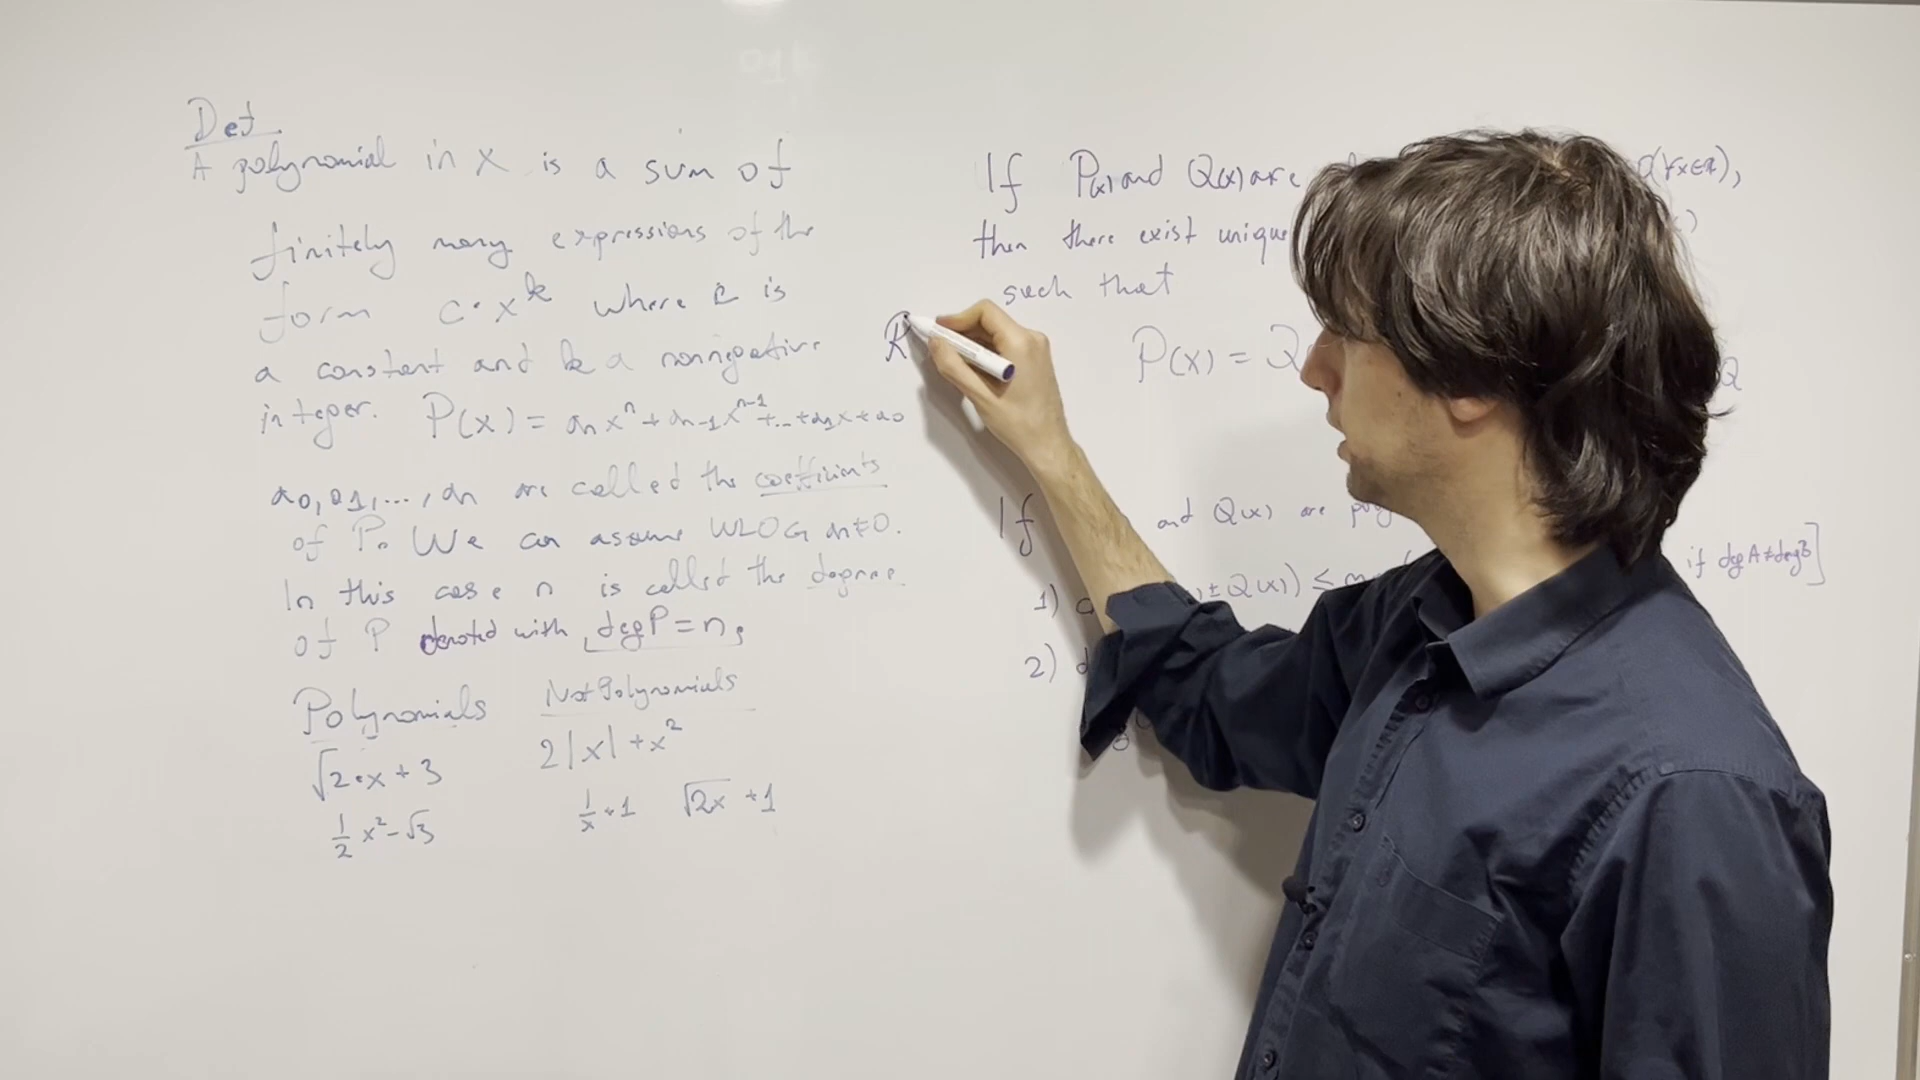 Def
A polynomial in x is a sum of
finitely many expressions of the
form c·x^k where c is
a constant and k a nonnegative
integer. P(x) = aₙxⁿ + aₙ₋₁xⁿ⁻¹ + ... + a₁x + a₀
a₀, a₁, ..., aₙ are called the coefficients
of P. We can assume WLOG aₙ≠0.
In this case n is called the degree
of P denoted with degP = n.
Polynomials
√2·x + 3
1/2 x² - √3
Not Polynomials
2|x| + x²
1/x + 1 √2x + 1
If P(x) and Q(x) are (∀x∈ℝ),
then there exist unique
such that
P(x) = Q
Q
R
If and Q(x) are
1) ± Q(x)) ≤ if degA≠degB]
2)